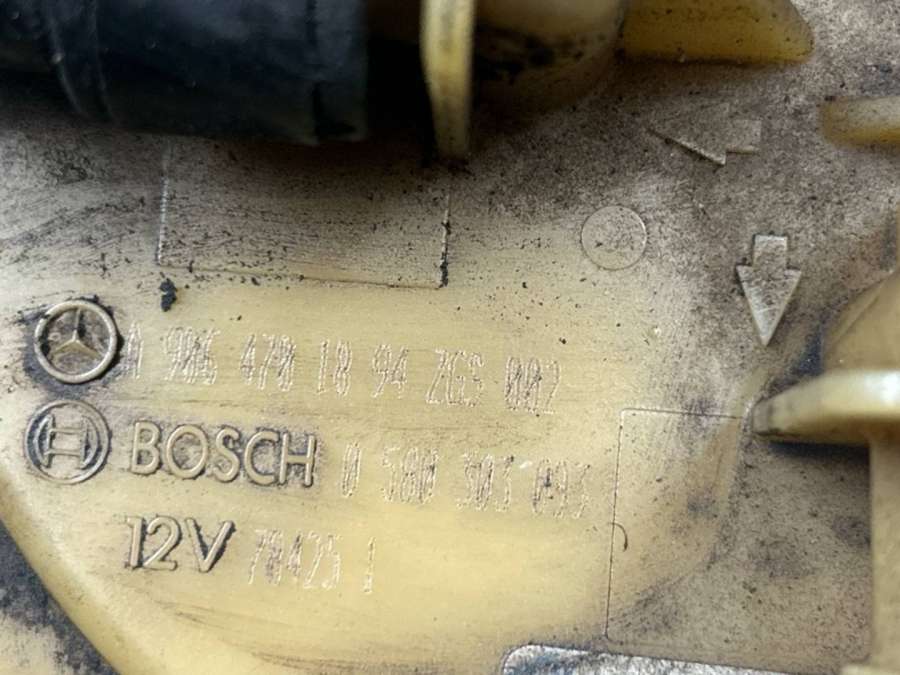 A 906 470 18 94 ZGS 002
BOSCH 0 580 303 093
12V 70425 1